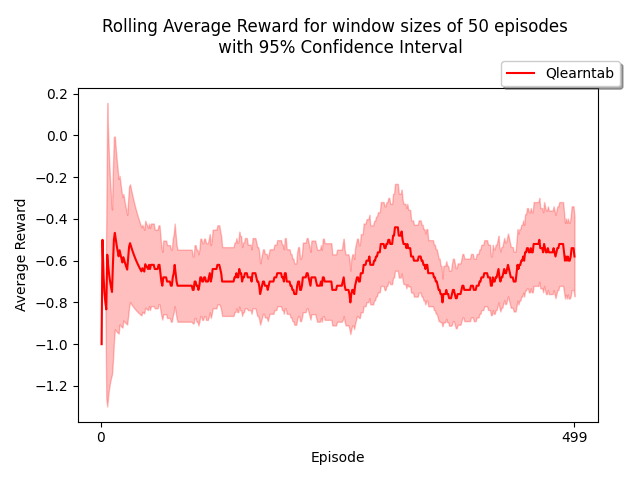 Rolling Average Reward for window sizes of 50 episodes
with 95% Confidence Interval
Qlearntab
0.2
0.0
−0.2
−0.4
−0.6
−0.8
−1.0
−1.2
Average Reward
0 499
Episode